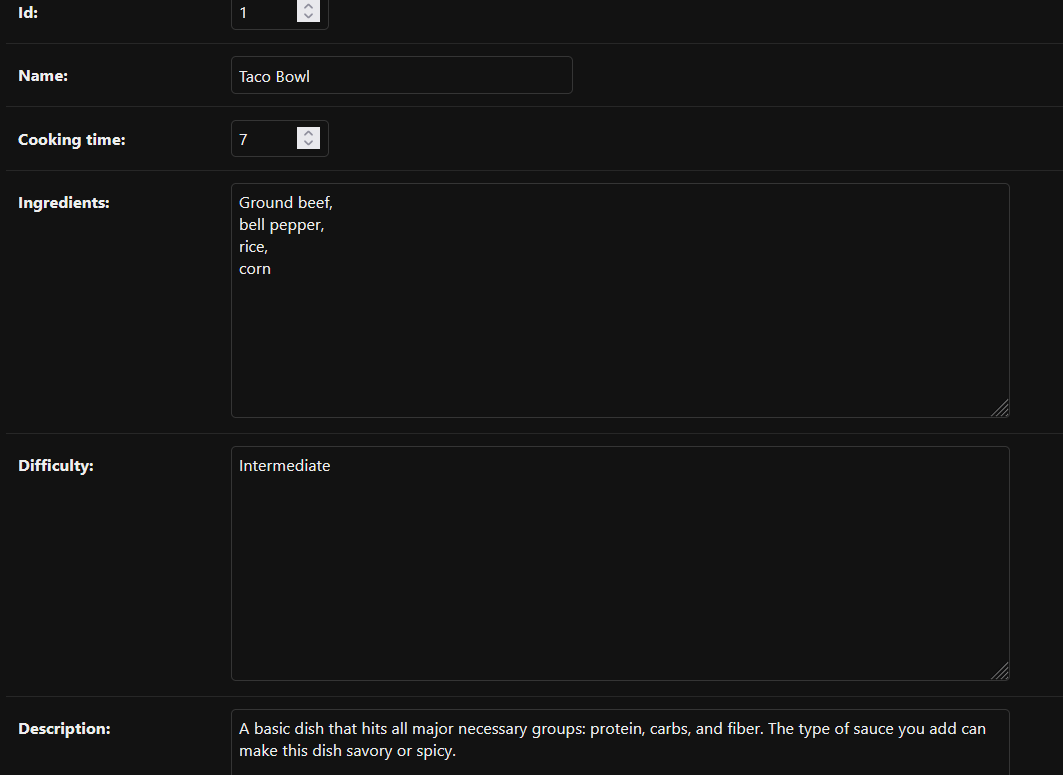 Id: 1
Name: Taco Bowl
Cooking time: 7
Ingredients: Ground beef,
bell pepper,
rice,
corn
Difficulty: Intermediate
Description: A basic dish that hits all major necessary groups: protein, carbs, and fiber. The type of sauce you add can
make this dish savory or spicy.